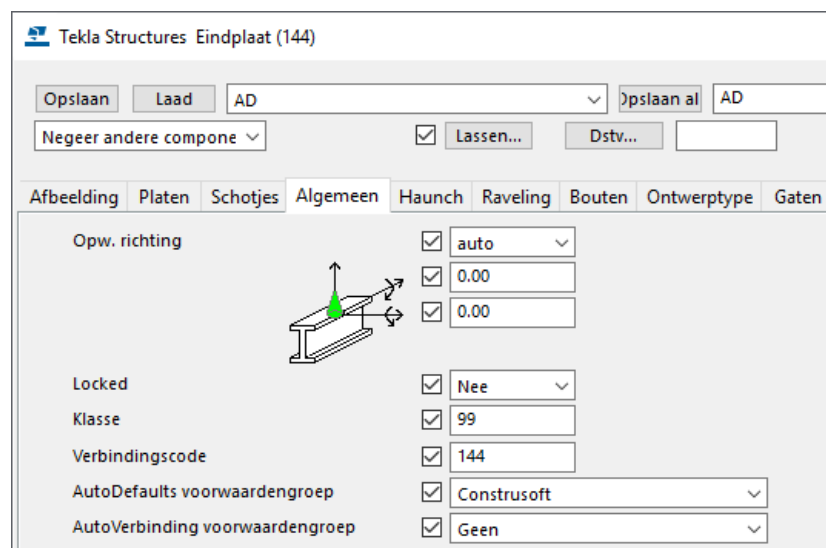 Tekla Structures Eindplaat (144)
Opslaan Laad AD Opslaan al AD
Negeer andere compone Lassen... Dstv...
Afbeelding Platen Schotjes Algemeen Haunch Raveling Bouten Ontwerptype Gaten
Opw. richting auto
0.00
0.00
Locked Nee
Klasse 99
Verbindingscode 144
AutoDefaults voorwaardengroep Construsoft
AutoVerbinding voorwaardengroep Geen